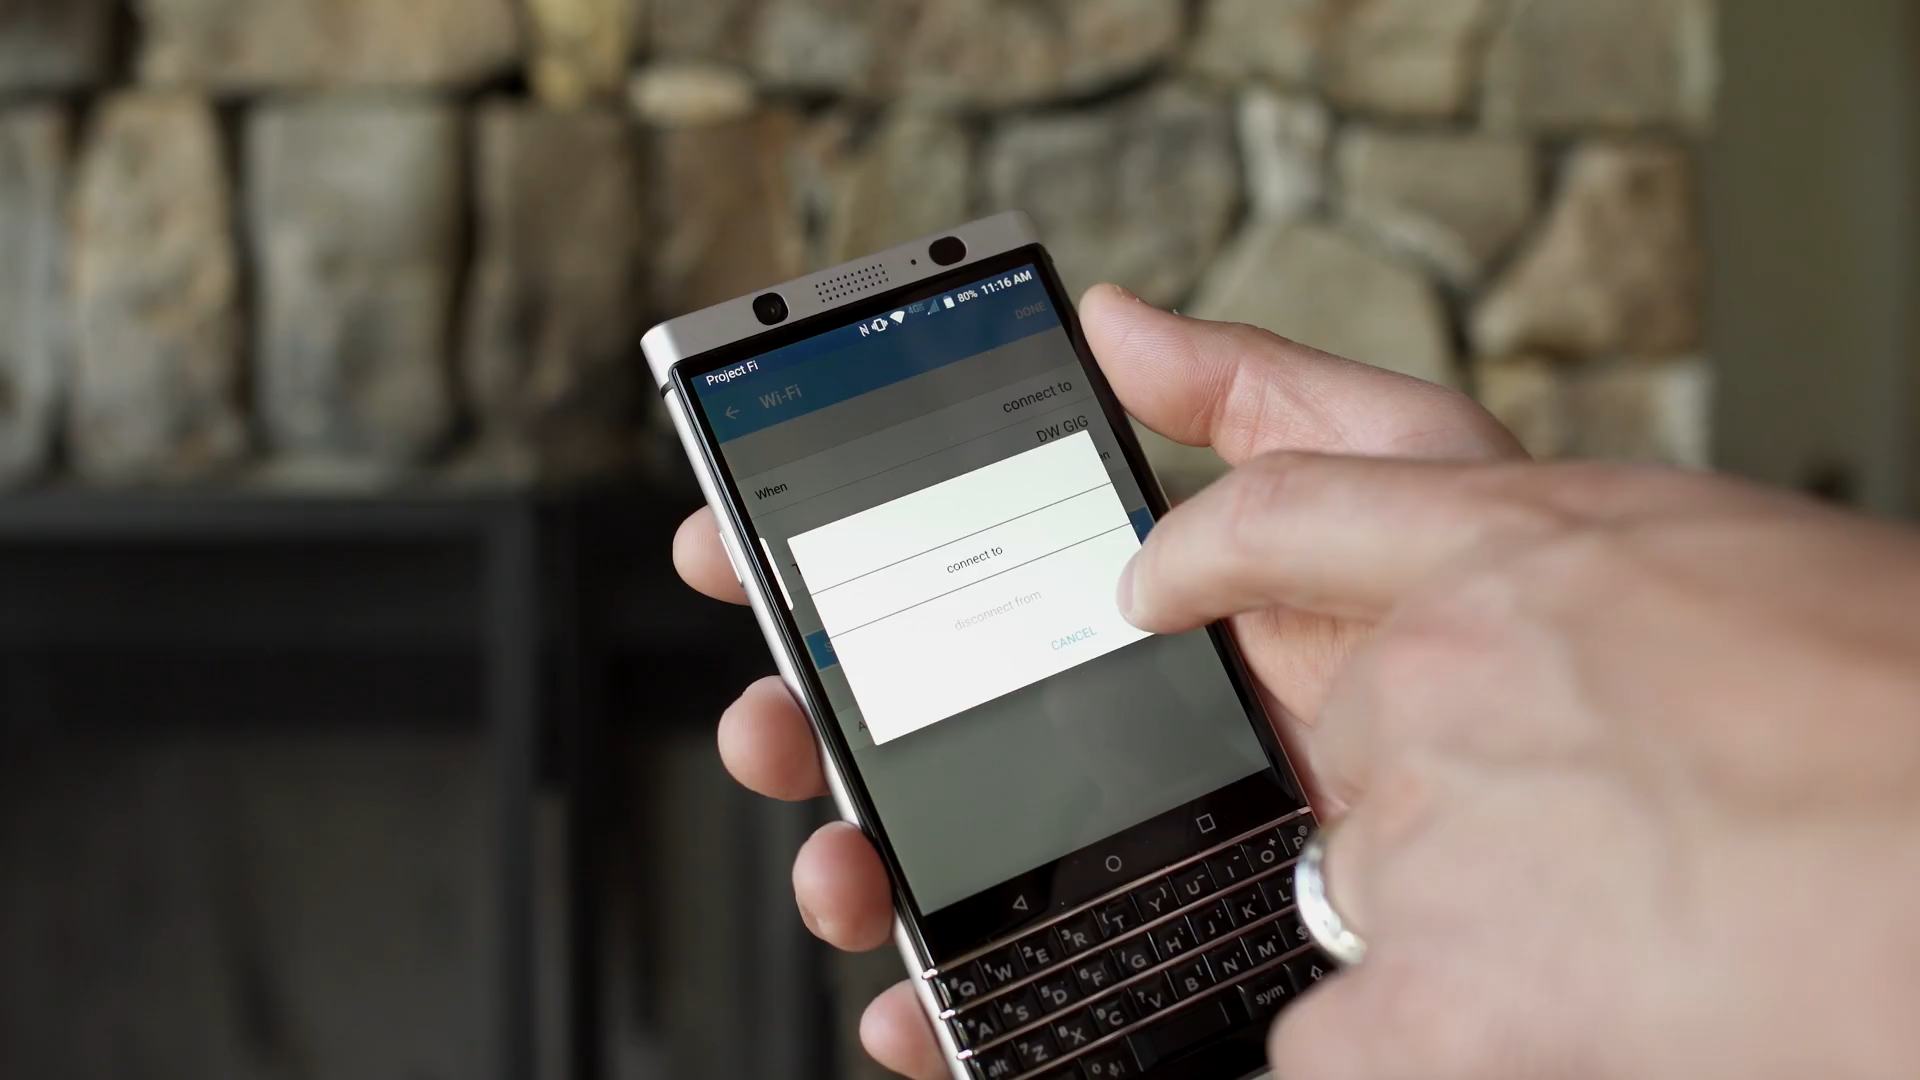 Project Fi 80% 11:16 AM
Wi-Fi DONE
connect to
DW GIG
When
connect to
disconnect from
CANCEL
Q W E R T Y U I O P
A S D F G H J K L
alt Z X C V B N M $
sym